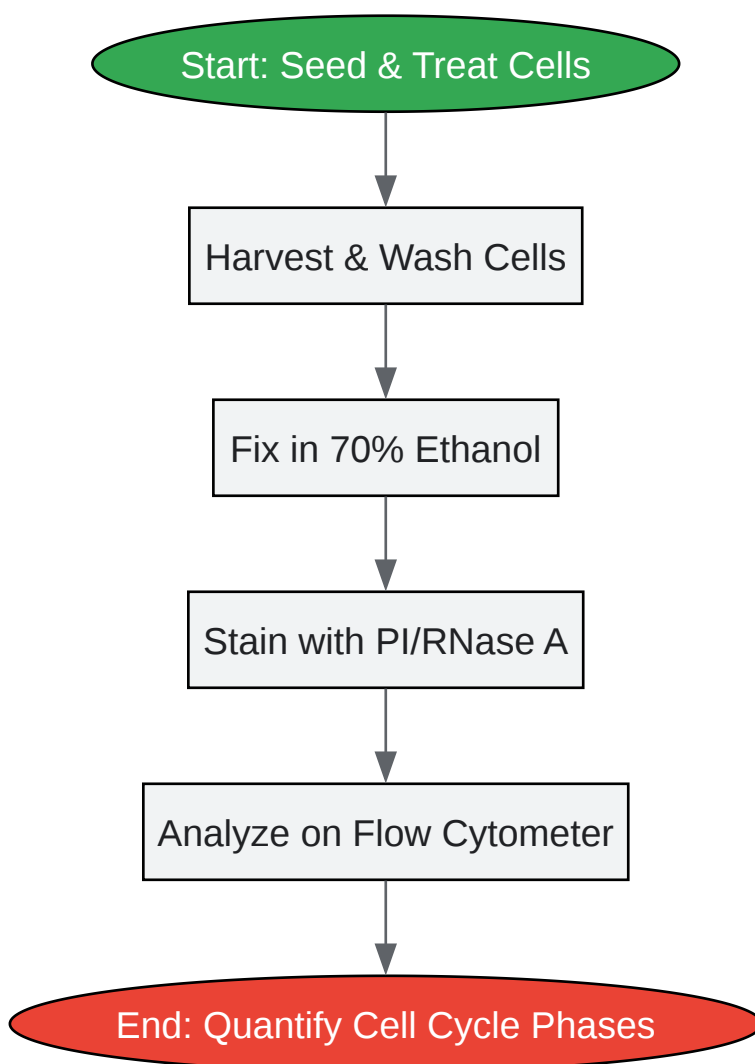 Start: Seed & Treat Cells
Harvest & Wash Cells
Fix in 70% Ethanol
Stain with PI/RNase A
Analyze on Flow Cytometer
End: Quantify Cell Cycle Phases